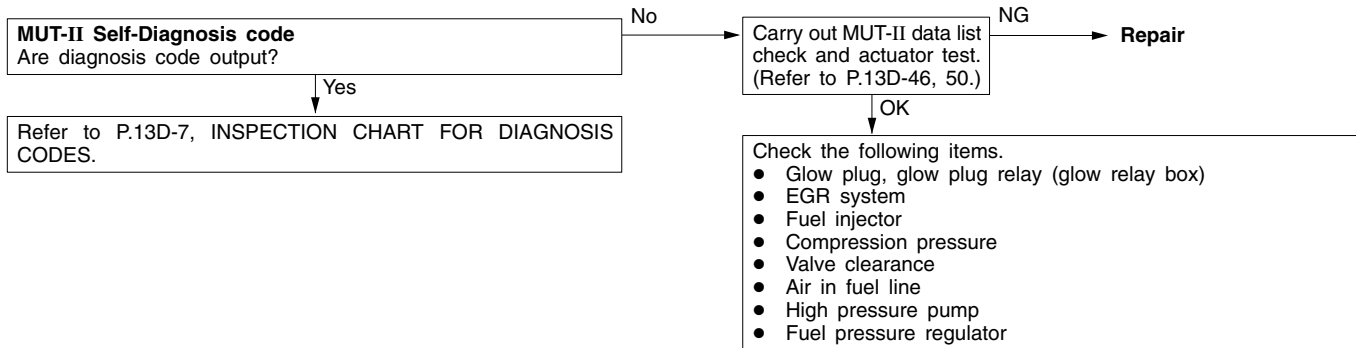 MUT-II Self-Diagnosis code
Are diagnosis code output?
No
Carry out MUT-II data list
check and actuator test.
(Refer to P.13D-46, 50.)
NG
Repair
Yes
Refer to P.13D-7, INSPECTION CHART FOR DIAGNOSIS
CODES.
OK
Check the following items.
● Glow plug, glow plug relay (glow relay box)
● EGR system
● Fuel injector
● Compression pressure
● Valve clearance
● Air in fuel line
● High pressure pump
● Fuel pressure regulator